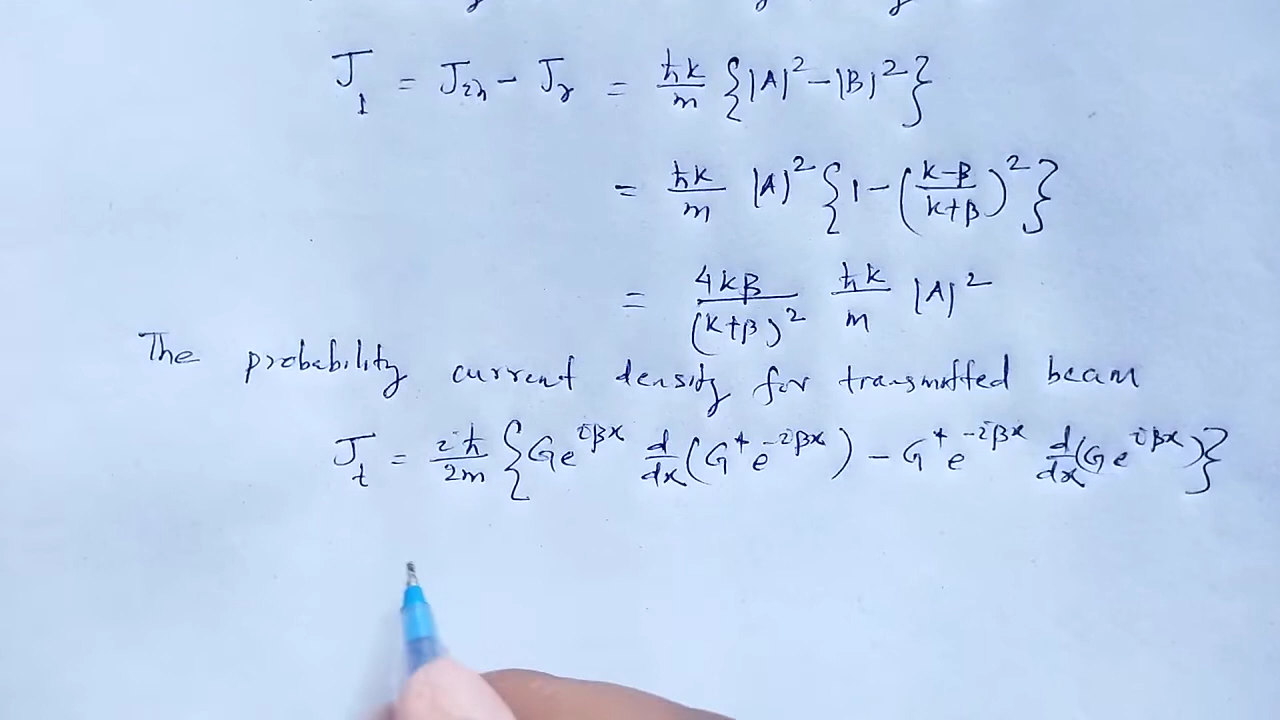 J₁ = J_in - J_r = ħk/m {|A|² - |B|²}
= ħk/m |A|² {1 - ((k-β)/(k+β))²}
= 4kβ/(k+β)² ħk/m |A|²
The probability current density for transmitted beam
J_t = iħ/2m {Ge^{iβx} d/dx (G*e^{-iβx}) - G*e^{-iβx} d/dx (Ge^{iβx})}